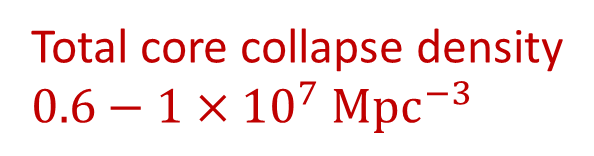 Total core collapse density
0.6 − 1 × 10⁷ Mpc⁻³